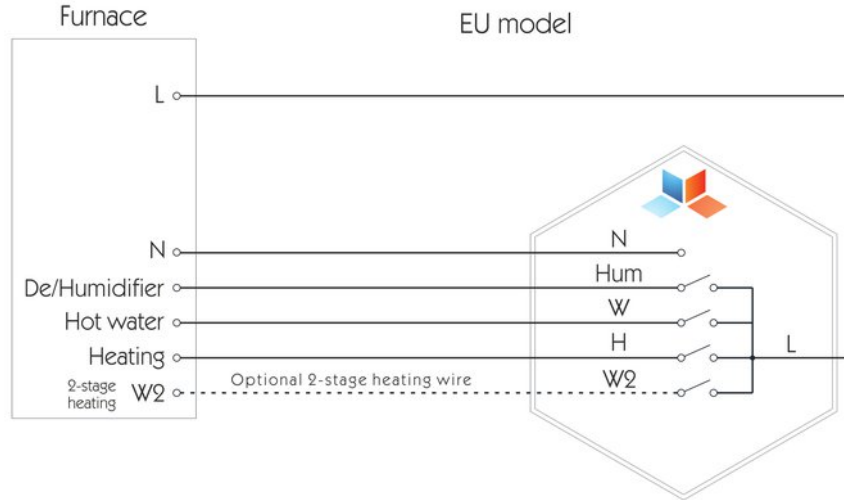 Furnace
EU model
L
N
N
De/Humidifier
Hum
Hot water
W
Heating
H
L
2-stage
heating
W2
Optional 2-stage heating wire
W2